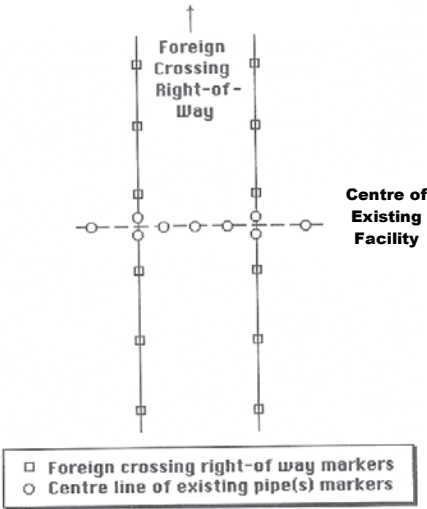 Foreign
Crossing
Right-of-
Way
Centre of
Existing
Facility
Foreign crossing right-of way markers
Centre line of existing pipe(s) markers